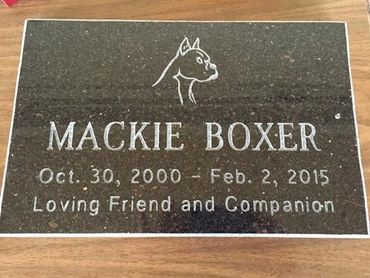 MACKIE BOXER
Oct. 30, 2000 - Feb. 2, 2015
Loving Friend and Companion